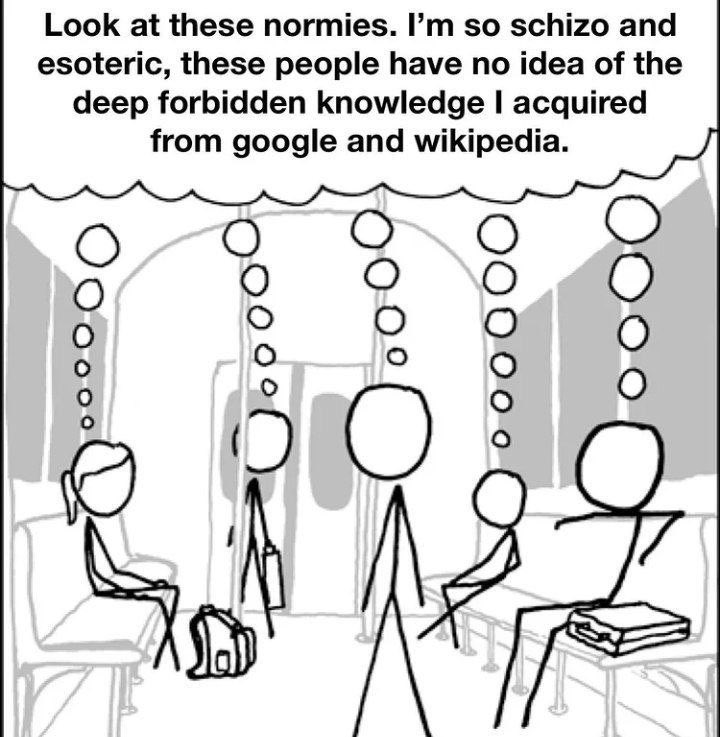 Look at these normies. I'm so schizo and
esoteric, these people have no idea of the
deep forbidden knowledge I acquired
from google and wikipedia.